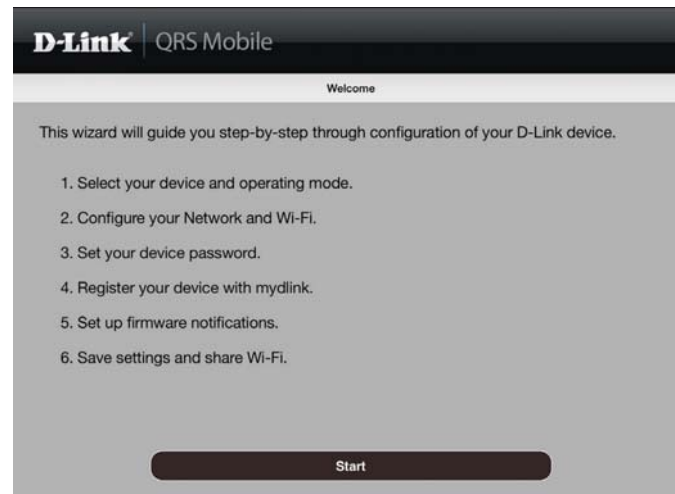 D-Link QRS Mobile
Welcome
This wizard will guide you step-by-step through configuration of your D-Link device.
1. Select your device and operating mode.
2. Configure your Network and Wi-Fi.
3. Set your device password.
4. Register your device with mydlink.
5. Set up firmware notifications.
6. Save settings and share Wi-Fi.
Start